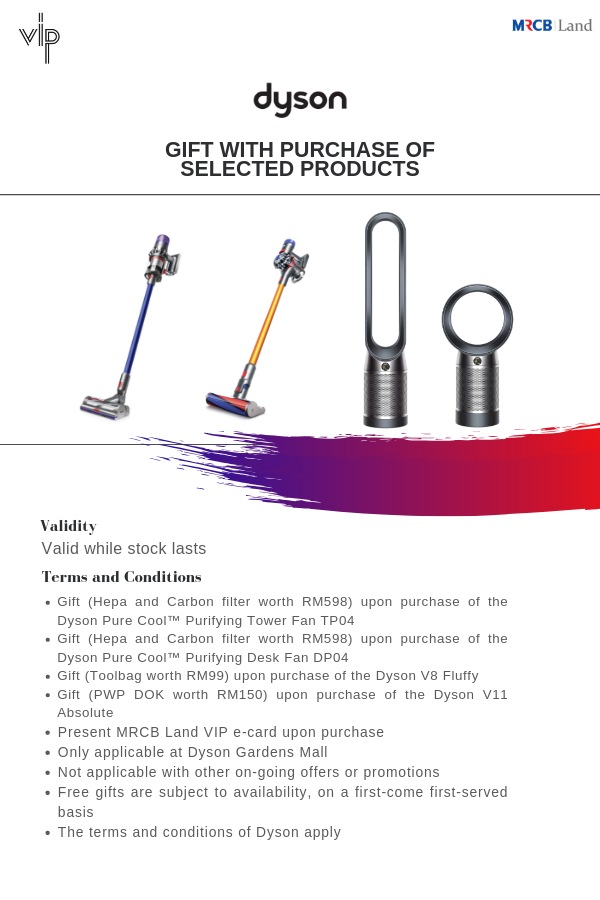 vip
MRCB Land
dyson
GIFT WITH PURCHASE OF
SELECTED PRODUCTS
Validity
Valid while stock lasts
Terms and Conditions
• Gift (Hepa and Carbon filter worth RM598) upon purchase of the
Dyson Pure Cool™ Purifying Tower Fan TP04
• Gift (Hepa and Carbon filter worth RM598) upon purchase of the
Dyson Pure Cool™ Purifying Desk Fan DP04
• Gift (Toolbag worth RM99) upon purchase of the Dyson V8 Fluffy
• Gift (PWP DOK worth RM150) upon purchase of the Dyson V11
Absolute
• Present MRCB Land VIP e-card upon purchase
• Only applicable at Dyson Gardens Mall
• Not applicable with other on-going offers or promotions
• Free gifts are subject to availability, on a first-come first-served
basis
• The terms and conditions of Dyson apply